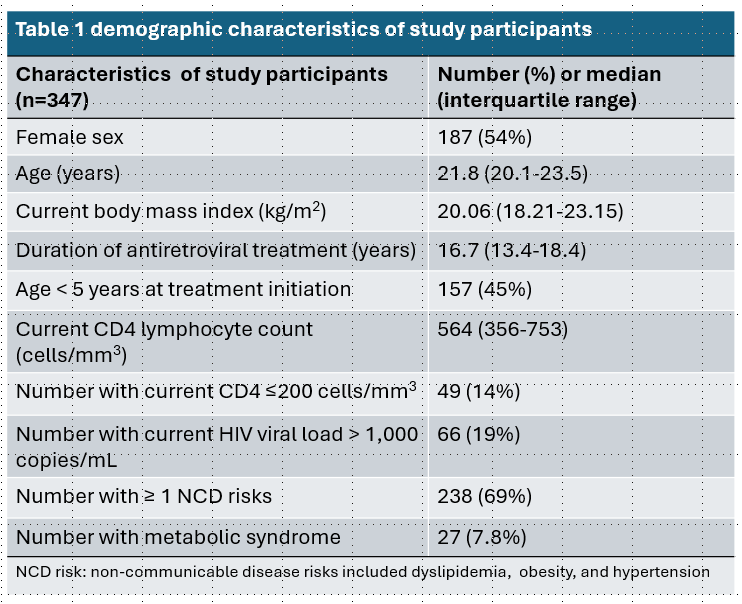 Table 1 demographic characteristics of study participants
Characteristics of study participants
(n=347)
Number (%) or median
(interquartile range)
Female sex
187 (54%)
Age (years)
21.8 (20.1-23.5)
Current body mass index (kg/m²)
20.06 (18.21-23.15)
Duration of antiretroviral treatment (years)
16.7 (13.4-18.4)
Age < 5 years at treatment initiation
157 (45%)
Current CD4 lymphocyte count
(cells/mm³)
564 (356-753)
Number with current CD4 ≤200 cells/mm³
49 (14%)
Number with current HIV viral load > 1,000
copies/mL
66 (19%)
Number with ≥ 1 NCD risks
238 (69%)
Number with metabolic syndrome
27 (7.8%)
NCD risk: non-communicable disease risks included dyslipidemia, obesity, and hypertension